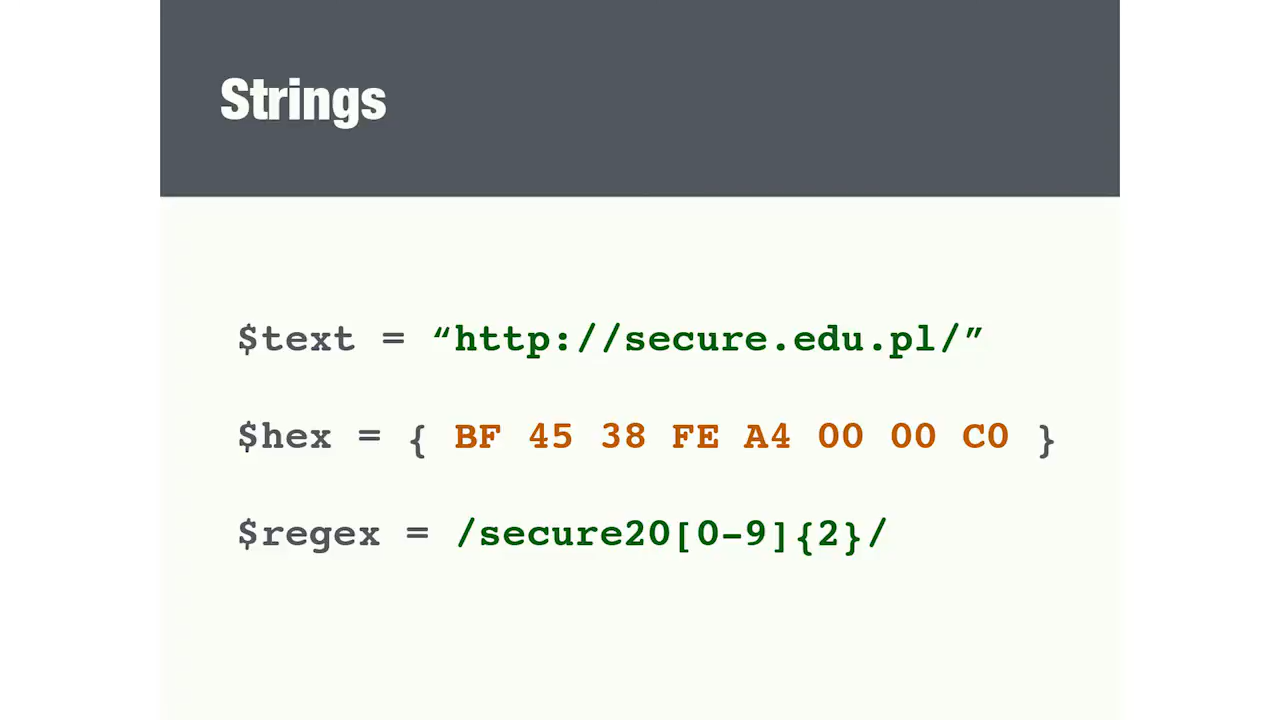 Strings
$text = “http://secure.edu.pl/”
$hex = { BF 45 38 FE A4 00 00 C0 }
$regex = /secure20[0-9]{2}/